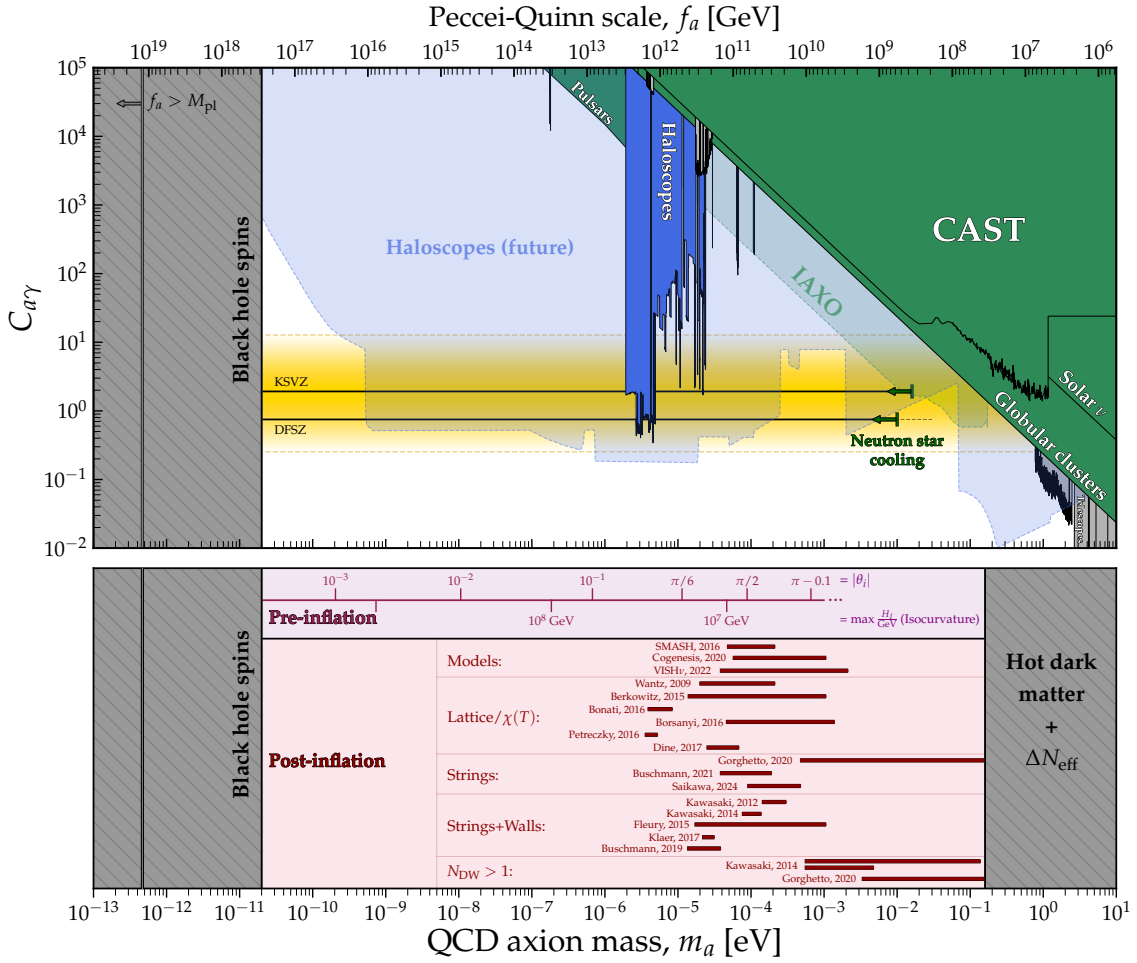 Peccei-Quinn scale, f_a [GeV]
10^19 10^18 10^17 10^16 10^15 10^14 10^13 10^12 10^11 10^10 10^9 10^8 10^7 10^6
C_aγ
10^5
10^4
10^3
10^2
10^1
10^0
10^−1
10^−2
f_a > M_pl
Black hole spins
Pulsars
Haloscopes
Haloscopes (future)
CAST
IAXO
KSVZ
DFSZ
Neutron star
cooling
Solar ν
Globular clusters
10^−3 10^−2 10^−1 π/6 π/2 π − 0.1 = |θ_i|
Pre-inflation
10^8 GeV 10^7 GeV = max H_I/GeV (Isocurvature)
Black hole spins
Post-inflation
Models:
SMASH, 2016
Cogenesis, 2020
VISHν, 2022
Lattice/χ(T):
Wantz, 2009
Berkowitz, 2015
Bonati, 2016
Borsanyi, 2016
Petreczky, 2016
Dine, 2017
Strings:
Gorghetto, 2020
Buschmann, 2021
Saikawa, 2024
Strings+Walls:
Kawasaki, 2012
Kawasaki, 2014
Fleury, 2015
Klaer, 2017
Buschmann, 2019
N_DW > 1:
Kawasaki, 2014
Gorghetto, 2020
Hot dark
matter
+
ΔN_eff
10^−13 10^−12 10^−11 10^−10 10^−9 10^−8 10^−7 10^−6 10^−5 10^−4 10^−3 10^−2 10^−1 10^0 10^1
QCD axion mass, m_a [eV]